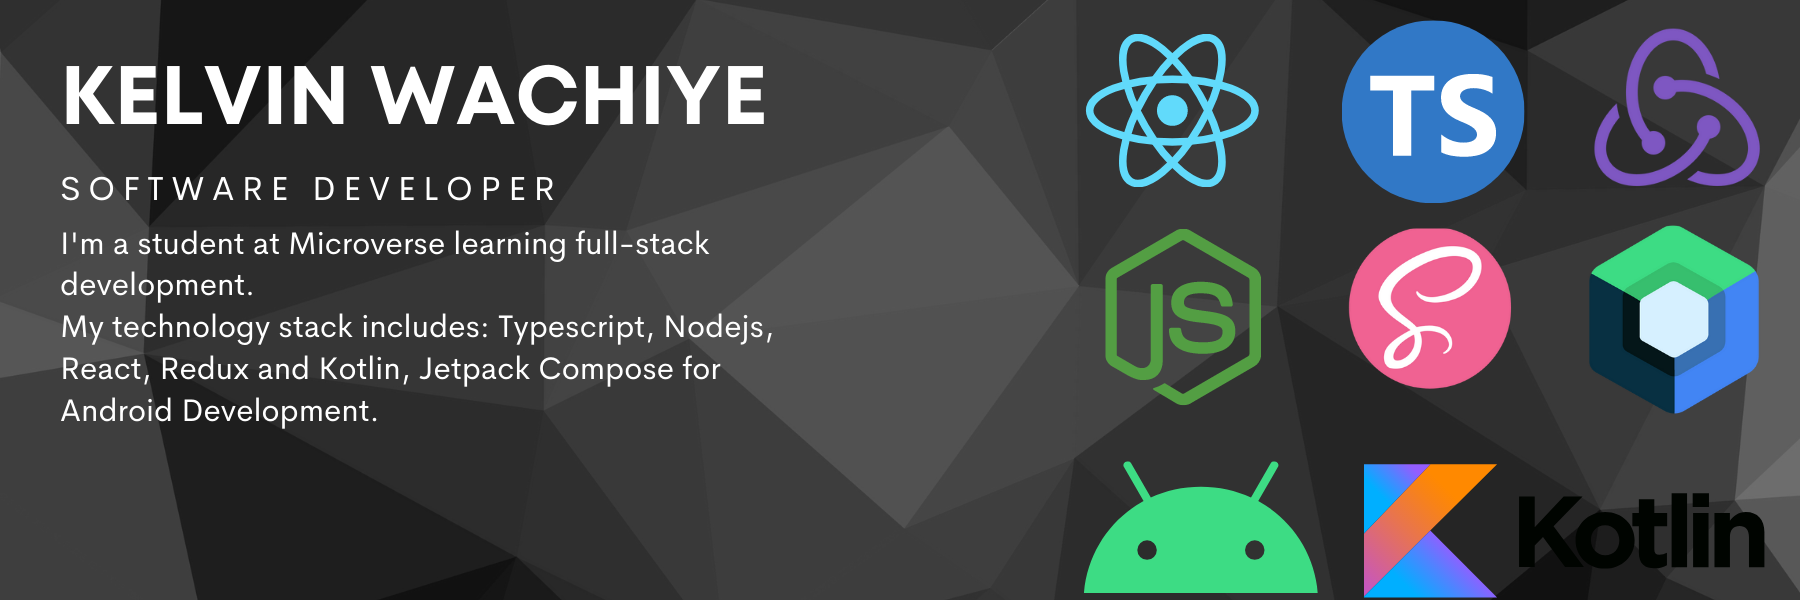 KELVIN WACHIYE
SOFTWARE DEVELOPER
I'm a student at Microverse learning full-stack
development.
My technology stack includes: Typescript, Nodejs,
React, Redux and Kotlin, Jetpack Compose for
Android Development.
TS
JS
Kotlin